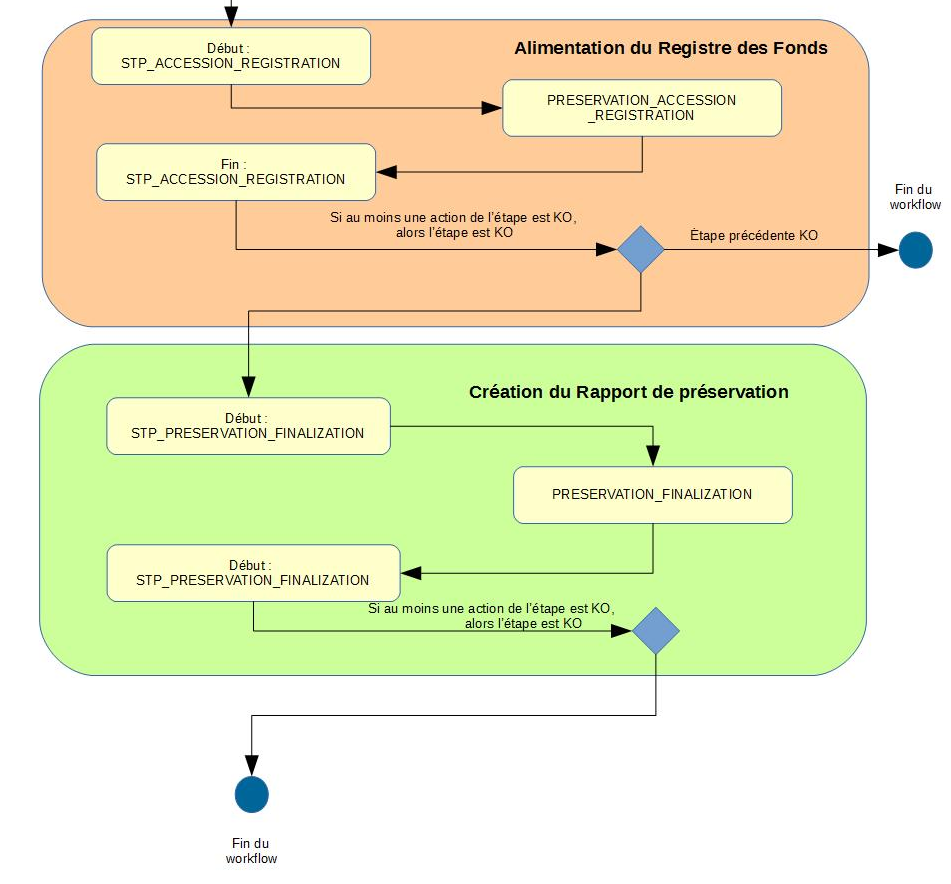 Alimentation du Registre des Fonds
Début :
STP_ACCESSION_REGISTRATION
PRESERVATION_ACCESSION
_REGISTRATION
Fin :
STP_ACCESSION_REGISTRATION
Si au moins une action de l'étape est KO,
alors l'étape est KO
Étape précédente KO
Fin du
workflow
Création du Rapport de préservation
Début :
STP_PRESERVATION_FINALIZATION
PRESERVATION_FINALIZATION
Début :
STP_PRESERVATION_FINALIZATION
Si au moins une action de l'étape est KO,
alors l'étape est KO
Fin du
workflow